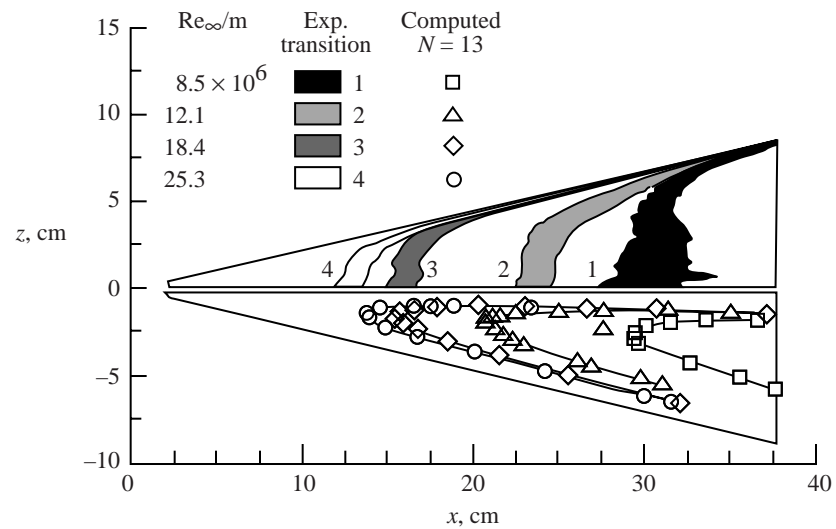 Re∞/m Exp. transition Computed N = 13
8.5 × 10⁶ 1
12.1 2
18.4 3
25.3 4
15
10
5
0
−5
−10
z, cm
4 3 2 1
0 10 20 30 40
x, cm